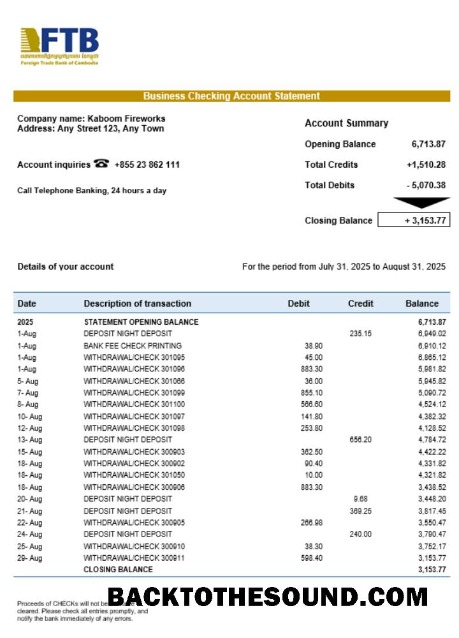 FTB
Foreign Trade Bank of Cambodia
Business Checking Account Statement
Company name: Kaboom Fireworks
Address: Any Street 123, Any Town
Account inquiries ☎ +855 23 862 111
Call Telephone Banking, 24 hours a day
Account Summary
Opening Balance 6,713.87
Total Credits +1,510.28
Total Debits - 5,070.38
Closing Balance + 3,153.77
Details of your account For the period from July 31, 2025 to August 31, 2025
Date Description of transaction Debit Credit Balance
2025 STATEMENT OPENING BALANCE 6,713.87
1-Aug DEPOSIT NIGHT DEPOSIT 235.15 6,949.02
1-Aug BANK FEE CHECK PRINTING 38.90 6,910.12
1-Aug WITHDRAWAL/CHECK 301095 45.00 6,865.12
1-Aug WITHDRAWAL/CHECK 301096 883.30 5,981.82
5- Aug WITHDRAWAL/CHECK 301066 36.00 5,945.82
7- Aug WITHDRAWAL/CHECK 301099 855.10 5,090.72
8- Aug WITHDRAWAL/CHECK 301100 566.60 4,524.12
10- Aug WITHDRAWAL/CHECK 301097 141.80 4,382.32
12- Aug WITHDRAWAL/CHECK 301098 253.80 4,128.52
13- Aug DEPOSIT NIGHT DEPOSIT 656.20 4,784.72
15- Aug WITHDRAWAL/CHECK 300903 362.50 4,422.22
18- Aug WITHDRAWAL/CHECK 300902 90.40 4,331.82
18- Aug WITHDRAWAL/CHECK 301050 10.00 4,321.82
18- Aug WITHDRAWAL/CHECK 300906 883.30 3,438.52
20- Aug DEPOSIT NIGHT DEPOSIT 9.68 3,448.20
21- Aug DEPOSIT NIGHT DEPOSIT 369.25 3,817.45
22- Aug WITHDRAWAL/CHECK 300905 266.98 3,550.47
24- Aug DEPOSIT NIGHT DEPOSIT 240.00 3,790.47
25- Aug WITHDRAWAL/CHECK 300910 38.30 3,752.17
29- Aug WITHDRAWAL/CHECK 300911 598.40 3,153.77
CLOSING BALANCE 3,153.77
BACKTOTHESOUND.COM
Proceeds of CHECKs will not be
cleared. Please check all entries promptly, and
notify the bank immediately of any errors.